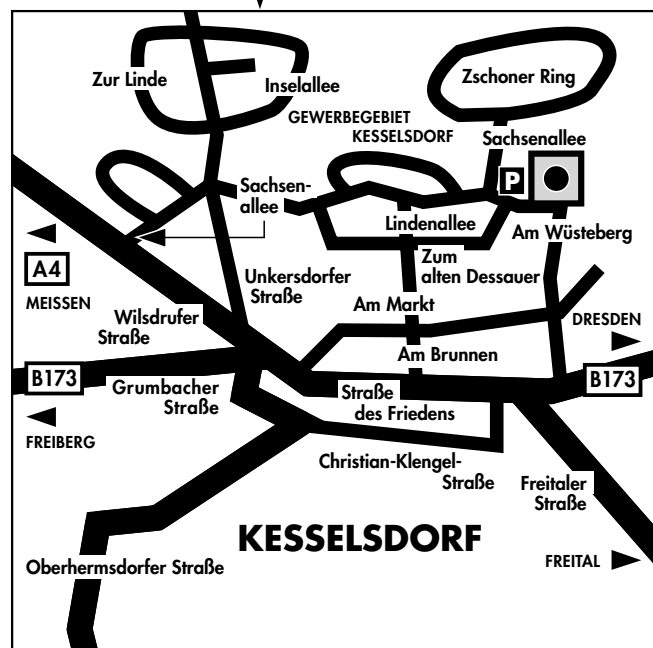 Zur Linde
Inselallee
Zschoner Ring
GEWERBEGEBIET
KESSELSDORF
Sachsenallee
P
Sachsen-
allee
Lindenallee
Am Wüsteberg
A4
MEISSEN
Unkersdorfer
Straße
Zum
alten Dessauer
Am Markt
Wilsdrufer
Straße
DRESDEN
Am Brunnen
B173
B173
Grumbacher
Straße
Straße
des Friedens
FREIBERG
Christian-Klengel-
Straße
Freitaler
Straße
KESSELSDORF
FREITAL
Oberhermsdorfer Straße